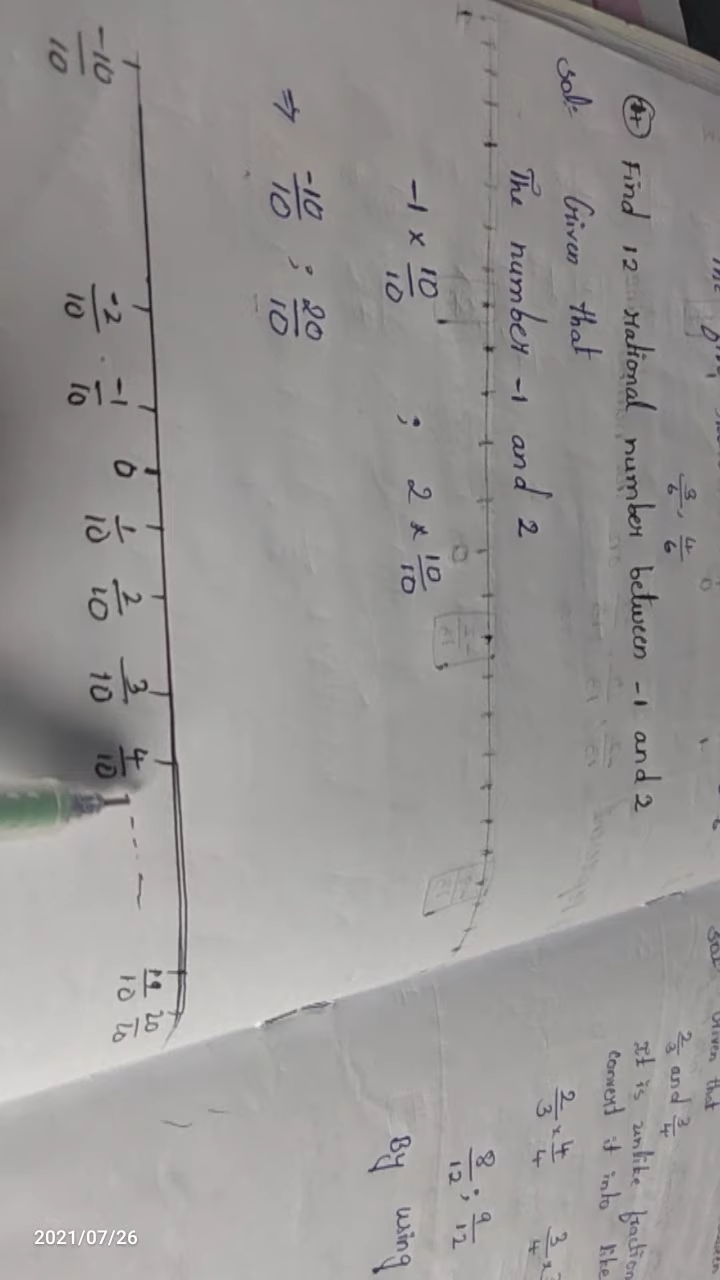 3/6, 4/6
4 Find 12 rational number between -1 and 2
Sol:- Given that
The number -1 and 2
-1 × 10/10 ; 2 × 10/10
⇒ -10/10 ; 20/10
-10/10 -2/10 -1/10 0 1/10 2/10 3/10 4/10 ---- 19/10 20/10
Given that
2/3 and 3/4
It is unlike fraction
convert it into like
2/3 × 4/4 3/4 ×
8/12 ; 9/12
By using
2021/07/26